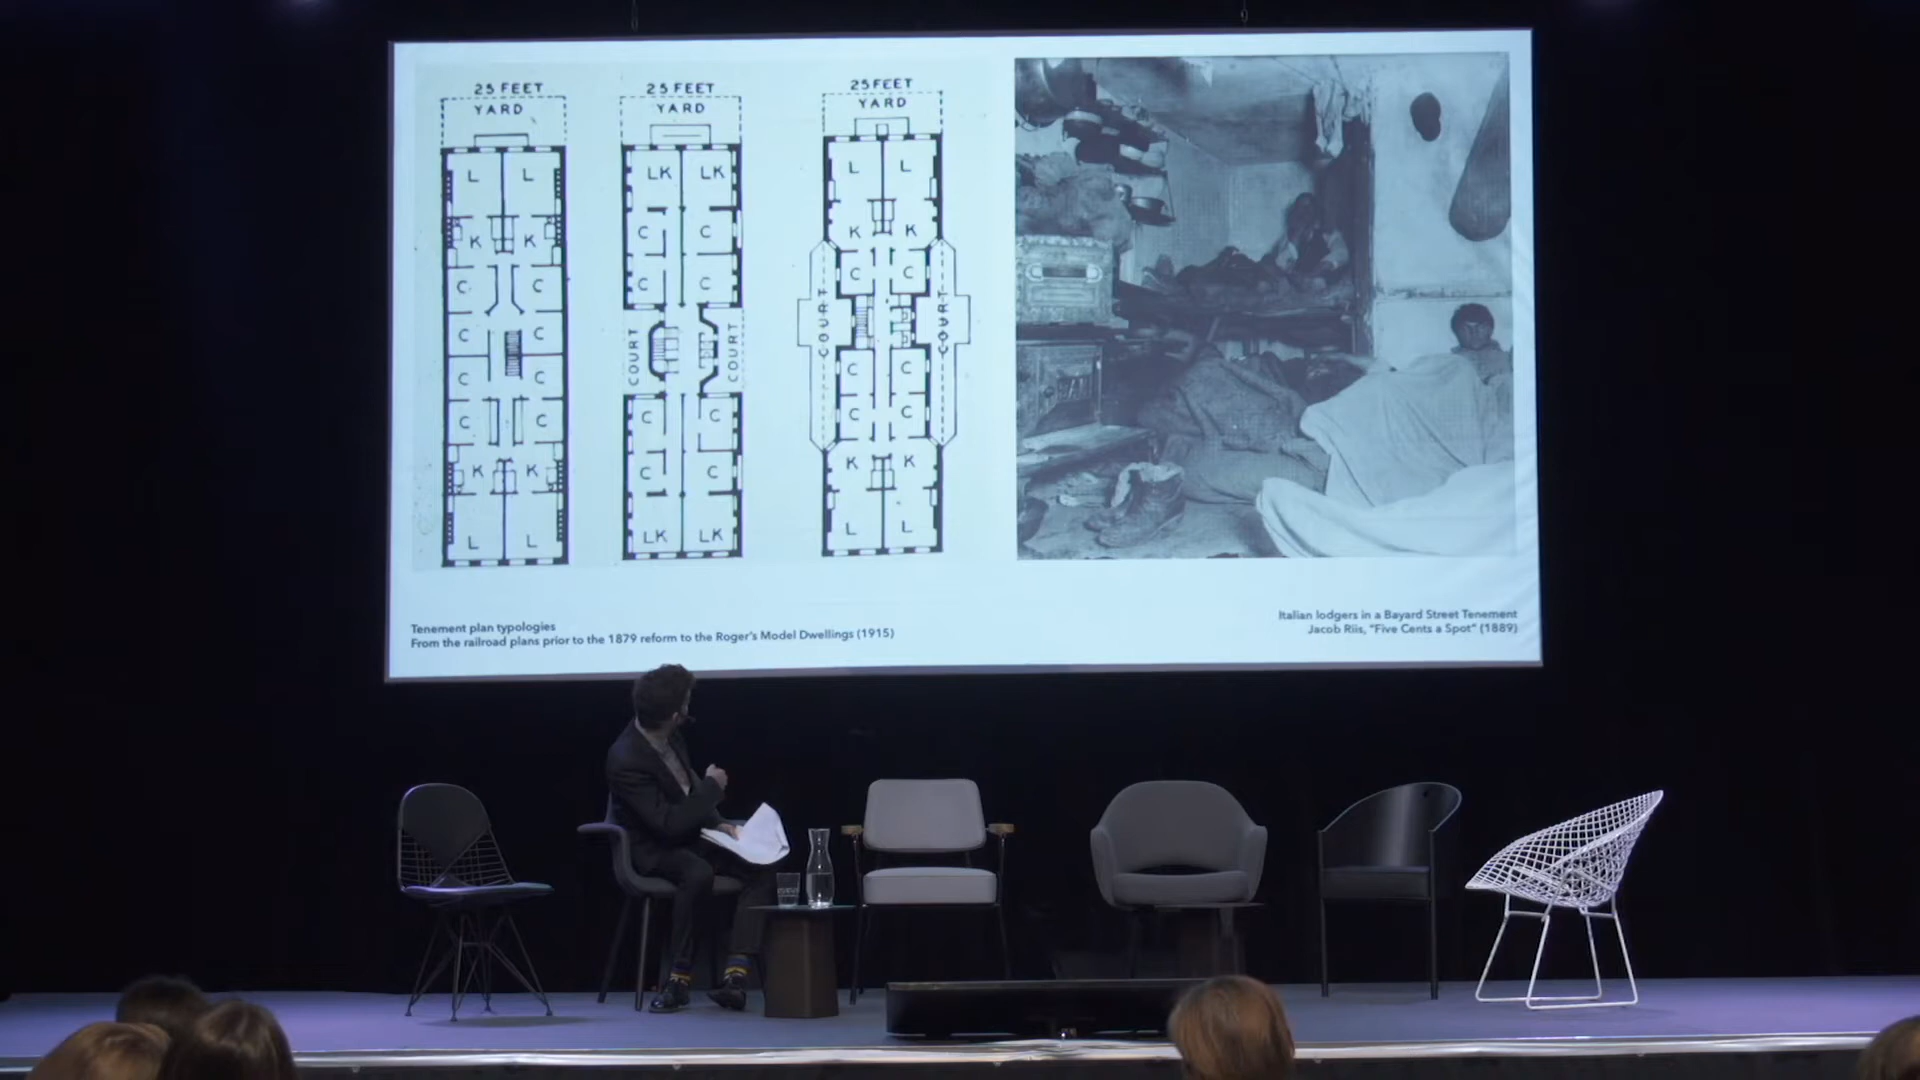 25 FEET
YARD
L L
K K
C C
C C
C C
C C
K K
L L
25 FEET
YARD
LK LK
C C
C C
COURT COURT
C C
C C
LK LK
25 FEET
YARD
L L
K K
C C
COURT COURT
C C
C C
K K
L L
Tenement plan typologies
From the railroad plans prior to the 1879 reform to the Roger's Model Dwellings (1915)
Italian lodgers in a Bayard Street Tenement
Jacob Riis, "Five Cents a Spot" (1889)